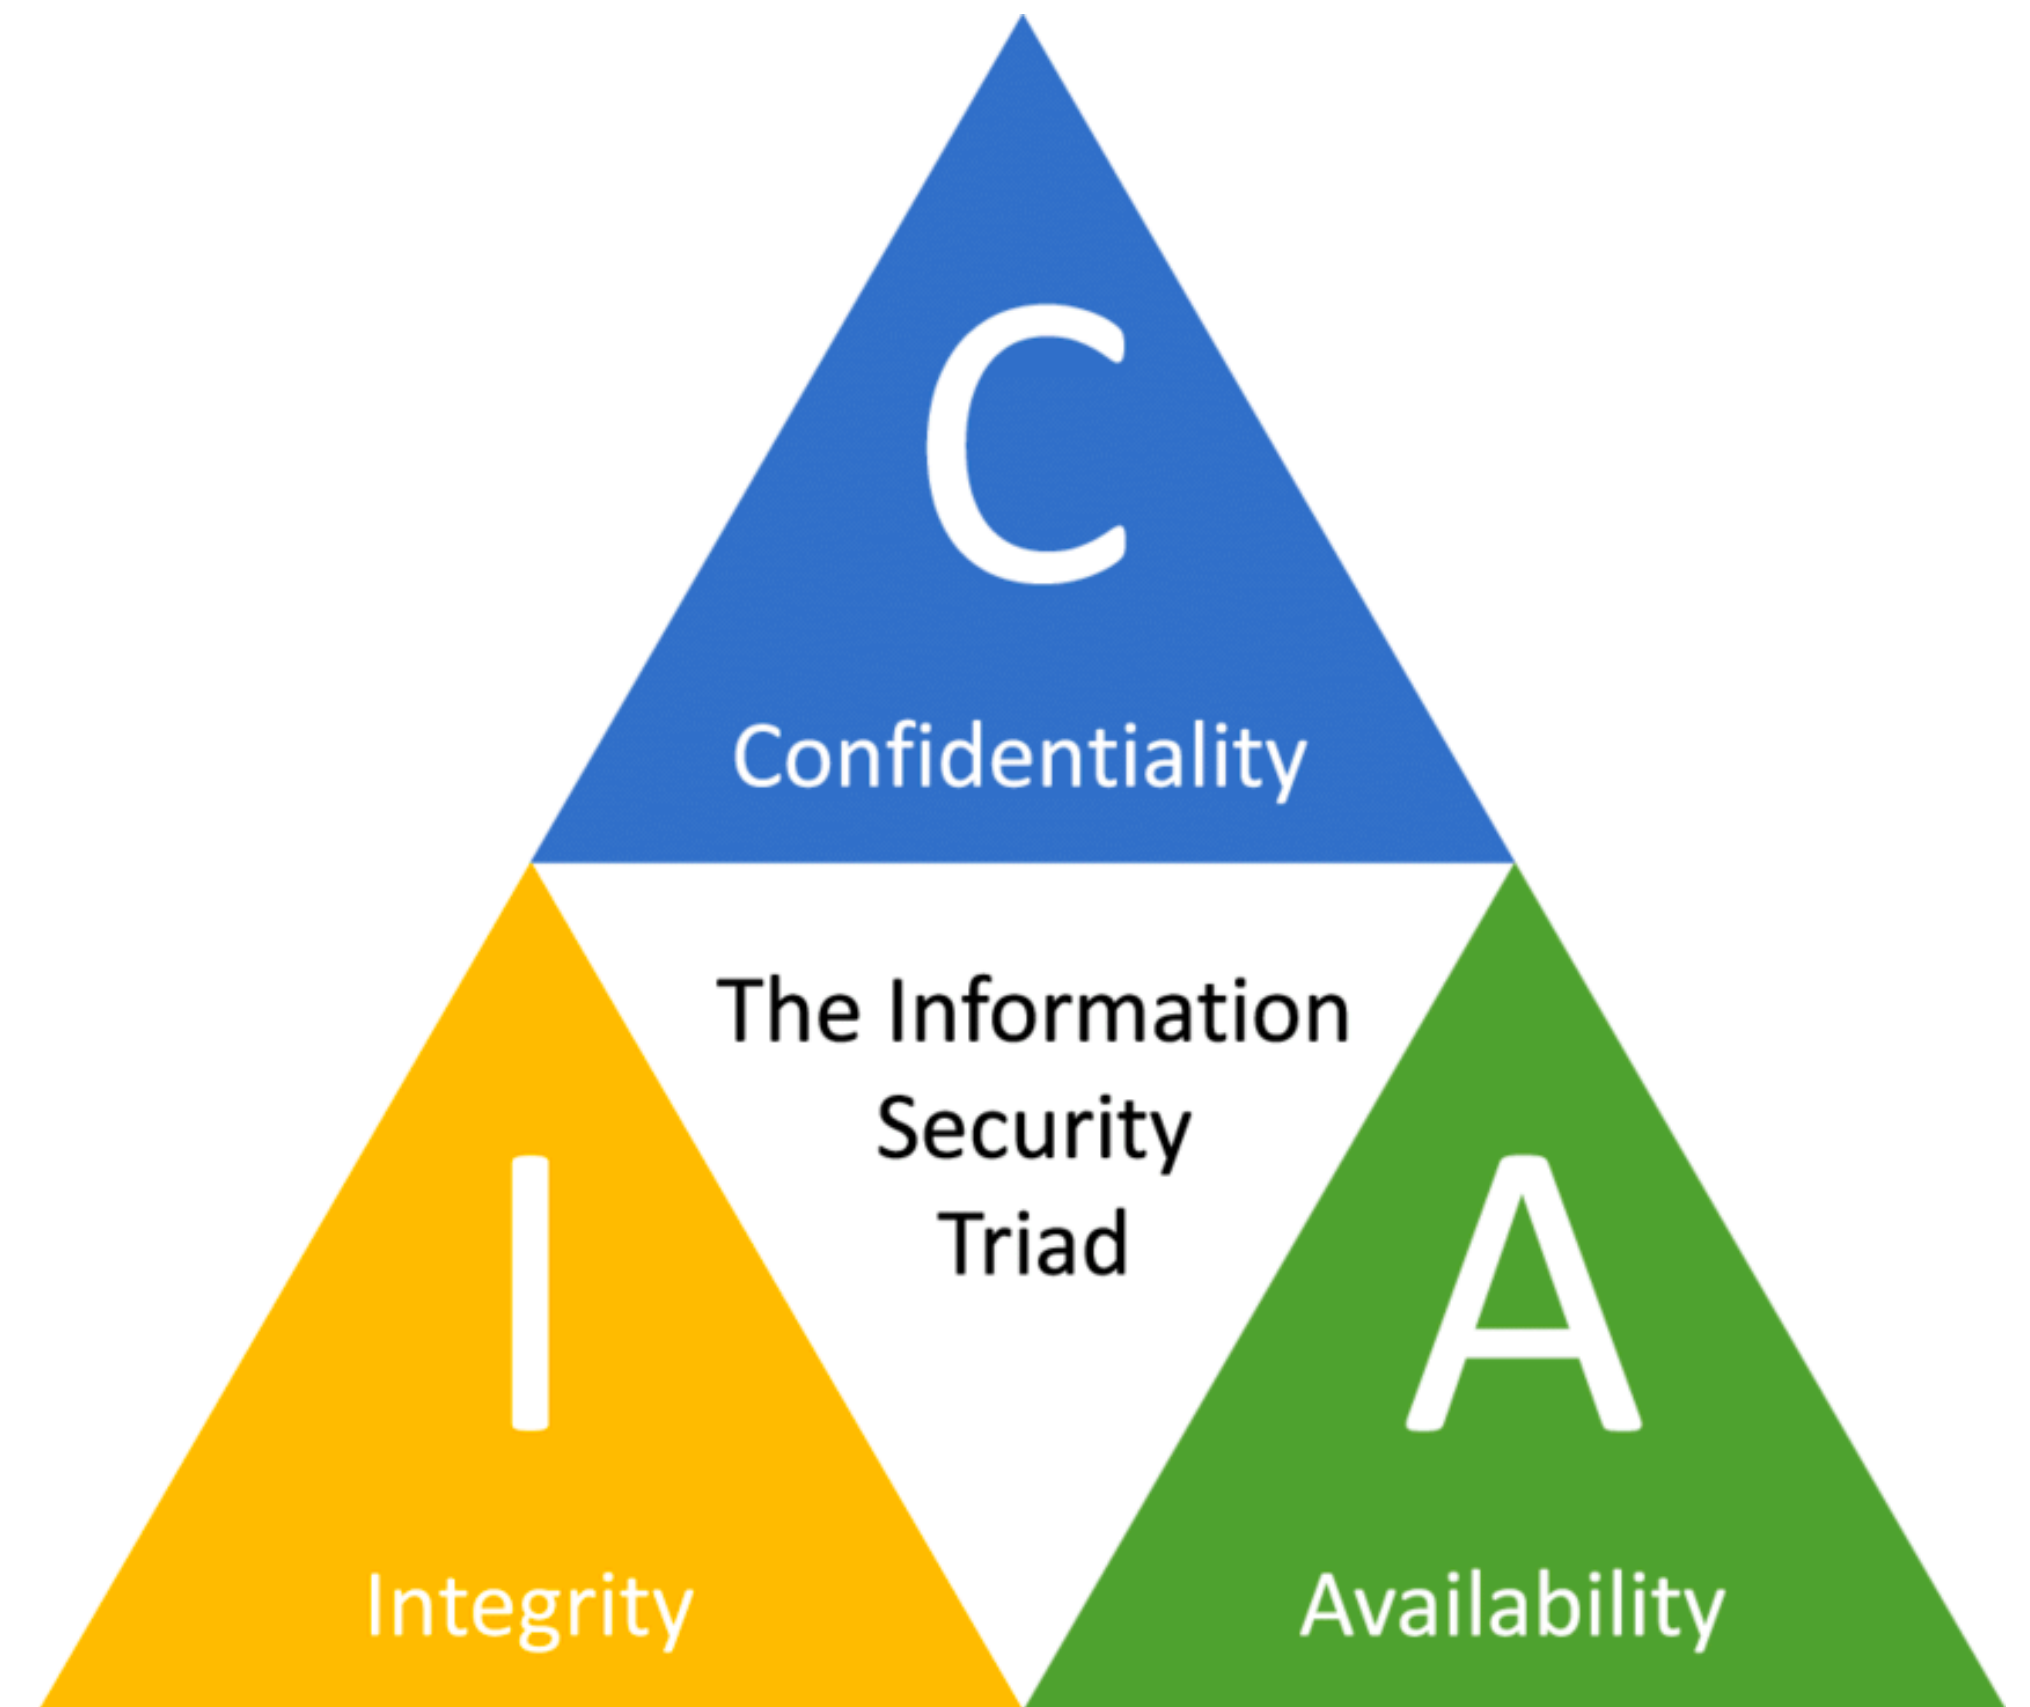 C
Confidentiality
The Information
Security
Triad
I
Integrity
A
Availability